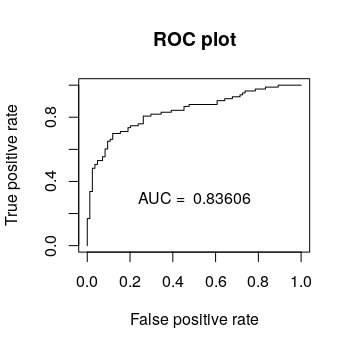 ROC plot
True positive rate
0.8
0.4
0.0
AUC = 0.83606
0.0 0.2 0.4 0.6 0.8 1.0
False positive rate